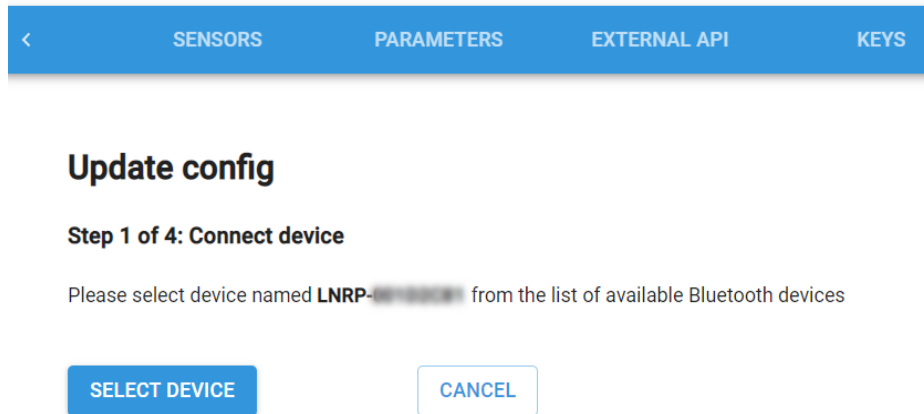 SENSORS PARAMETERS EXTERNAL API KEYS
Update config
Step 1 of 4: Connect device
Please select device named LNRP- from the list of available Bluetooth devices
SELECT DEVICE CANCEL